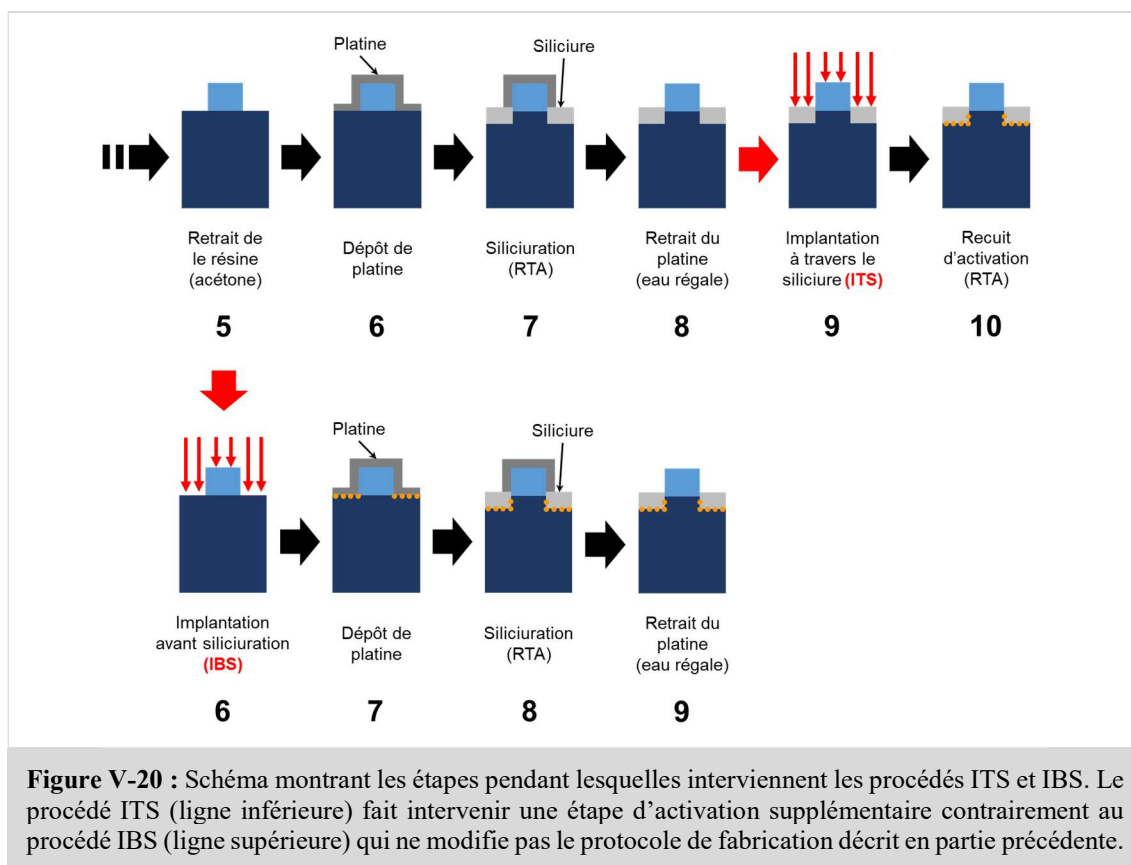 Platine
Siliciure
Retrait de
le résine
(acétone)
Dépôt de
platine
Siliciuration
(RTA)
Retrait du
platine
(eau régale)
Implantation
à travers le
siliciure (ITS)
Recuit
d'activation
(RTA)
5
6
7
8
9
10
Platine
Siliciure
Implantation
avant siliciuration
(IBS)
Dépôt de
platine
Siliciuration
(RTA)
Retrait du
platine
(eau régale)
6
7
8
9
Figure V-20 : Schéma montrant les étapes pendant lesquelles interviennent les procédés ITS et IBS. Le
procédé ITS (ligne inférieure) fait intervenir une étape d'activation supplémentaire contrairement au
procédé IBS (ligne supérieure) qui ne modifie pas le protocole de fabrication décrit en partie précédente.